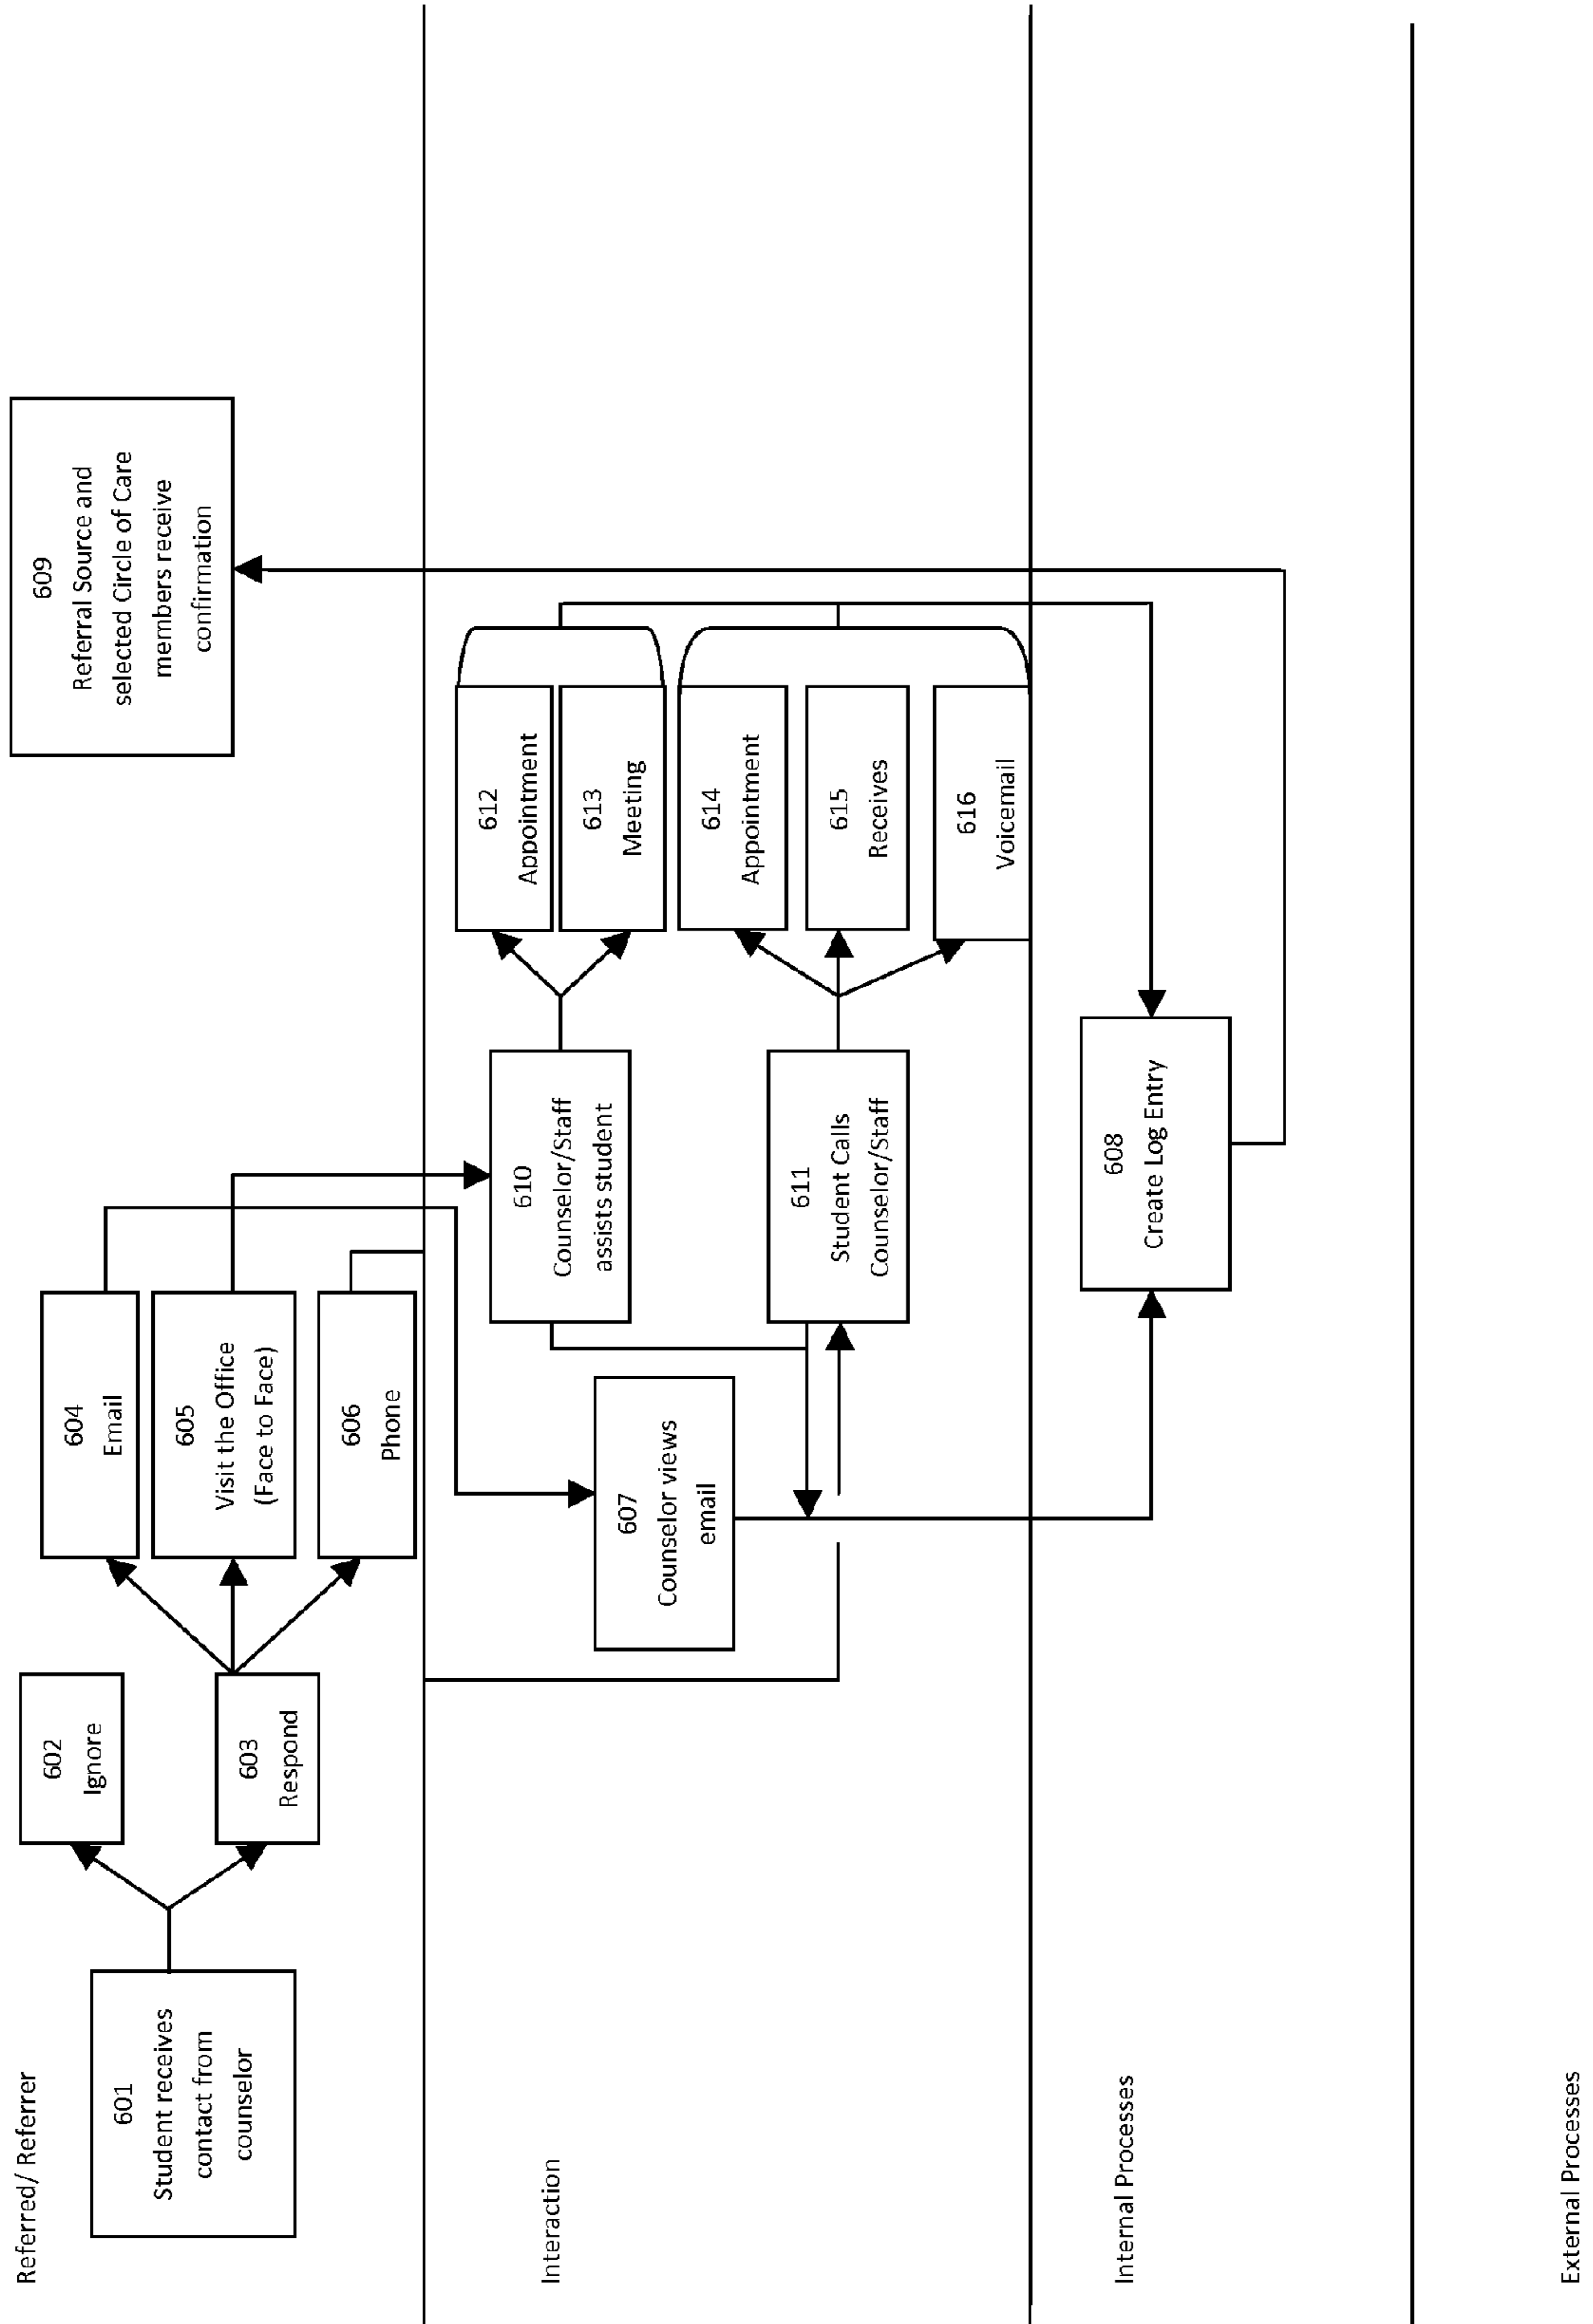 Referred/ Referrer
601
Student receives
contact from
counselor
602
Ignore
603
Respond
604
Email
605
Visit the Office
(Face to Face)
606
Phone
609
Referral Source and
selected Circle of Care
members receive
confirmation
Interaction
607
Counselor views
email
610
Counselor/Staff
assists student
611
Student Calls
Counselor/Staff
612
Appointment
613
Meeting
614
Appointment
615
Receives
616
Voicemail
Internal Processes
608
Create Log Entry
External Processes